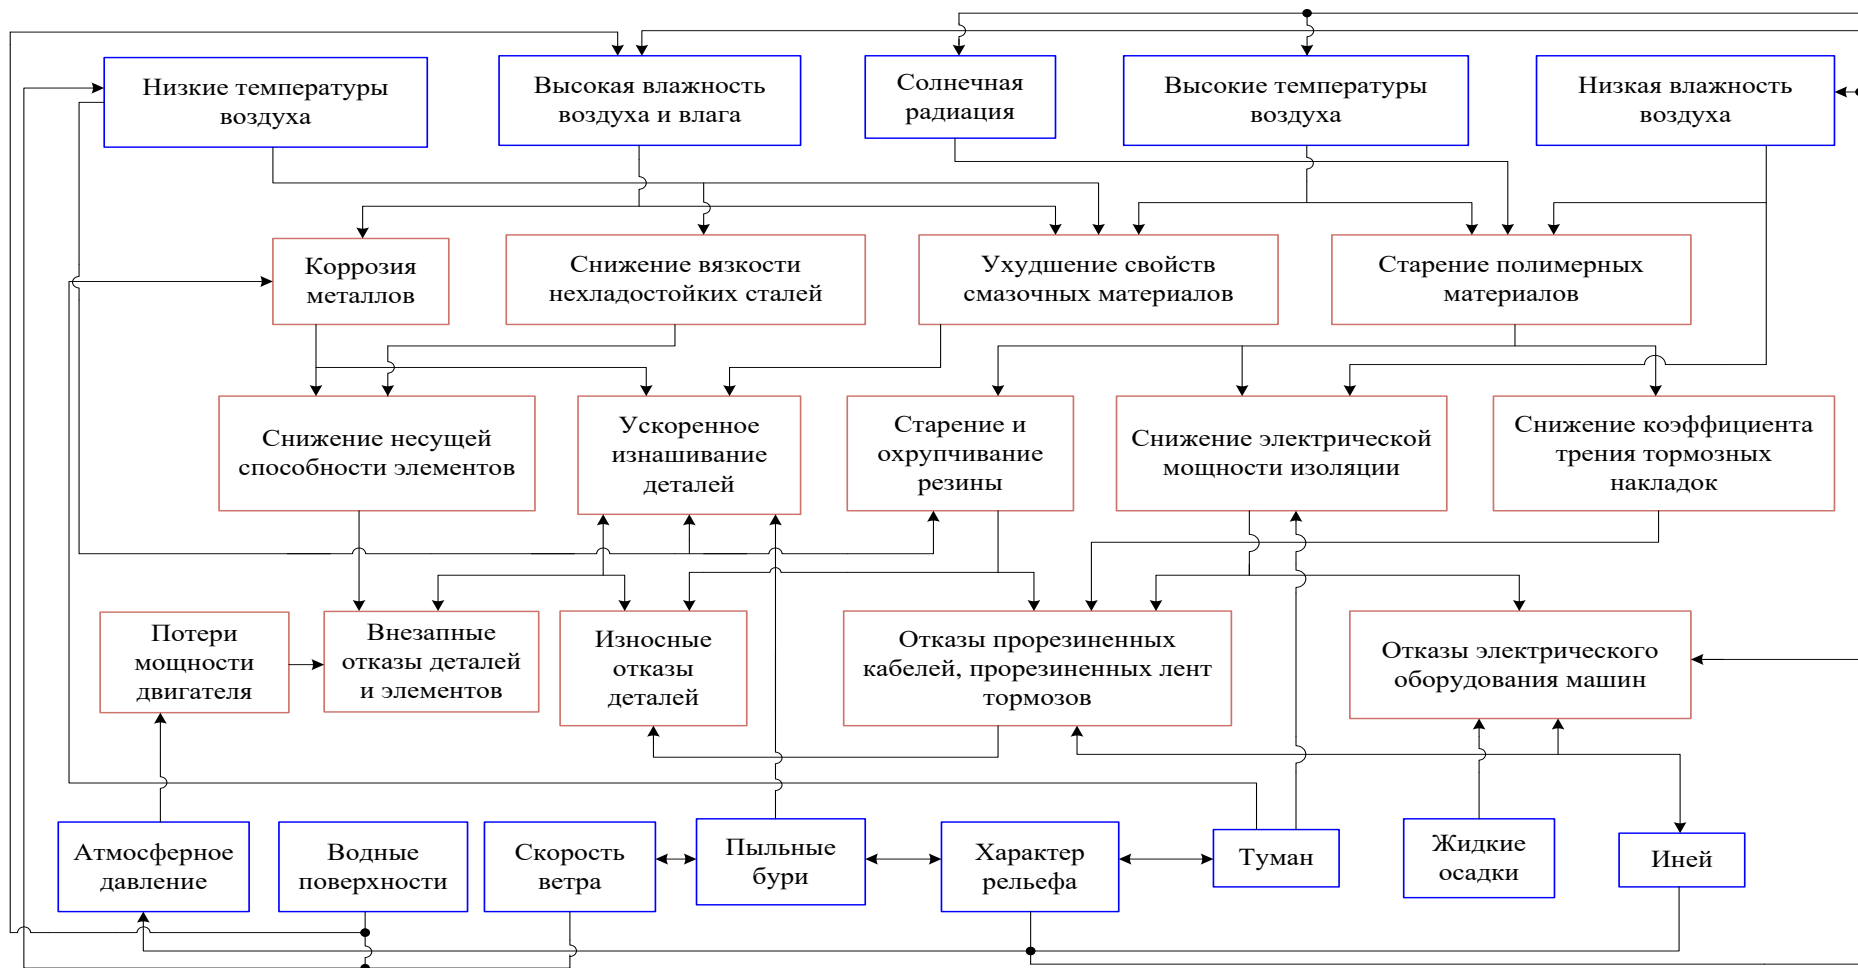 Низкие температуры
воздуха
Высокая влажность
воздуха и влага
Солнечная
радиация
Высокие температуры
воздуха
Низкая влажность
воздуха
Коррозия
металлов
Снижение вязкости
нехладостойких сталей
Ухудшение свойств
смазочных материалов
Старение полимерных
материалов
Снижение несущей
способности элементов
Ускоренное
изнашивание
деталей
Старение и
охрупчивание
резины
Снижение электрической
мощности изоляции
Снижение коэффициента
трения тормозных
накладок
Потери
мощности
двигателя
Внезапные
отказы деталей
и элементов
Износные
отказы
деталей
Отказы прорезиненных
кабелей, прорезиненных лент
тормозов
Отказы электрического
оборудования машин
Атмосферное
давление
Водные
поверхности
Скорость
ветра
Пыльные
бури
Характер
рельефа
Туман
Жидкие
осадки
Иней